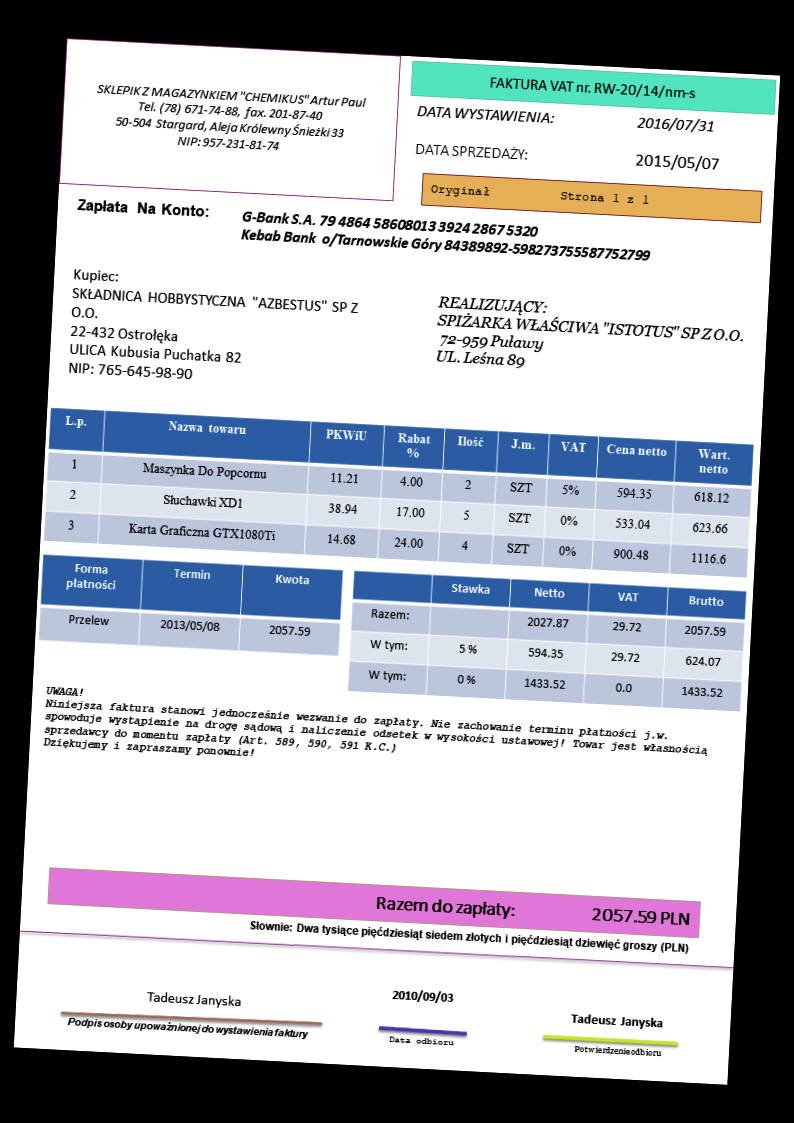 SKLEPIK Z MAGAZYNKIEM "CHEMIKUS" Artur Paul
Tel. (78) 671-74-88, fax. 201-87-40
50-504 Stargard, Aleja Królewny Śnieżki 33
NIP: 957-231-81-74
FAKTURA VAT nr. RW-20/14/nm-s
DATA WYSTAWIENIA: 2016/07/31
DATA SPRZEDAŻY: 2015/05/07
Oryginał Strona 1 z 1
Zapłata Na Konto:
G-Bank S.A. 79 4864 58608013 3924 2867 5320
Kebab Bank o/Tarnowskie Góry 84389892-598273755587752799
Kupiec:
SKŁADNICA HOBBYSTYCZNA "AZBESTUS" SP Z
O.O.
22-432 Ostrołęka
ULICA Kubusia Puchatka 82
NIP: 765-645-98-90
REALIZUJĄCY:
SPIŻARKA WŁAŚCIWA "ISTOTUS" SP Z O.O.
72-959 Puławy
UL. Leśna 89
L.p. Nazwa towaru PKWiU Rabat % Ilość J.m. VAT Cena netto Wart. netto
1 Maszynka Do Popcornu 11.21 4.00 2 SZT 5% 594.35 618.12
2 Słuchawki XD1 38.94 17.00 5 SZT 0% 533.04 623.66
3 Karta Graficzna GTX1080Ti 14.68 24.00 4 SZT 0% 900.48 1116.6
Forma płatności Termin Kwota
Przelew 2013/05/08 2057.59
Stawka Netto VAT Brutto
Razem: 2027.87 29.72 2057.59
W tym: 5 % 594.35 29.72 624.07
W tym: 0 % 1433.52 0.0 1433.52
UWAGA!
Niniejsza faktura stanowi jednocześnie wezwanie do zapłaty. Nie zachowanie terminu płatności j.w.
spowoduje wystąpienie na drogę sądową i naliczenie odsetek w wysokości ustawowej! Towar jest własnością
sprzedawcy do momentu zapłaty (Art. 589, 590, 591 K.C.)
Dziękujemy i zapraszamy ponownie!
Razem do zapłaty: 2057.59 PLN
Słownie: Dwa tysiące pięćdziesiąt siedem złotych i pięćdziesiąt dziewięć groszy (PLN)
Tadeusz Janyska
Podpis osoby upoważnionej do wystawienia faktury
2010/09/03
Data odbioru
Tadeusz Janyska
Potwierdzenie odbioru